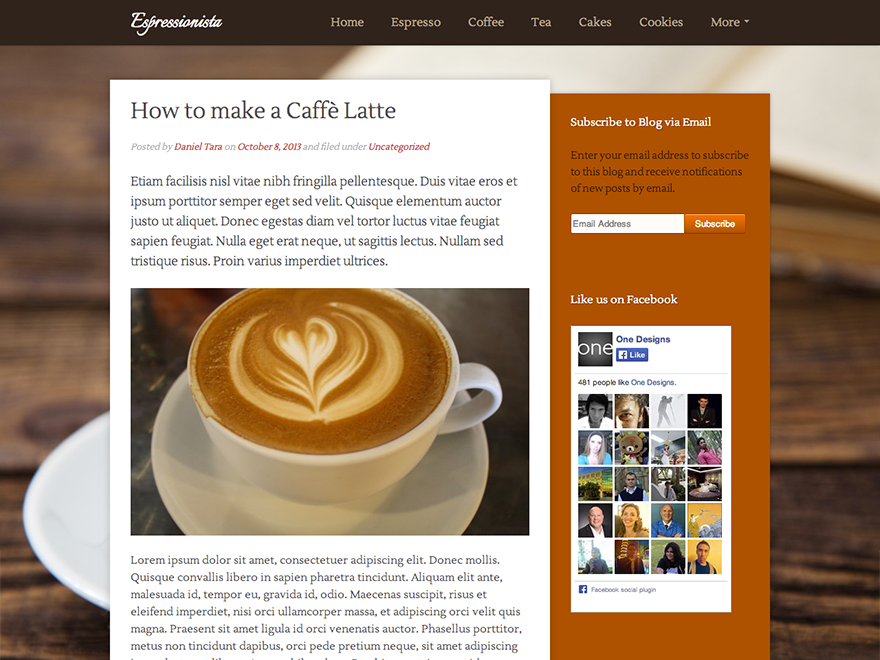 Espressionista
Home Espresso Coffee Tea Cakes Cookies More
How to make a Caffè Latte
Posted by Daniel Tara on October 8, 2013 and filed under Uncategorized
Etiam facilisis nisl vitae nibh fringilla pellentesque. Duis vitae eros et
ipsum porttitor semper eget sed velit. Quisque elementum auctor
justo ut aliquet. Donec egestas diam vel tortor luctus vitae feugiat
sapien feugiat. Nulla eget erat neque, ut sagittis lectus. Nullam sed
tristique risus. Proin varius imperdiet ultrices.
Lorem ipsum dolor sit amet, consectetuer adipiscing elit. Donec mollis.
Quisque convallis libero in sapien pharetra tincidunt. Aliquam elit ante,
malesuada id, tempor eu, gravida id, odio. Maecenas suscipit, risus et
eleifend imperdiet, nisi orci ullamcorper massa, et adipiscing orci velit quis
magna. Praesent sit amet ligula id orci venenatis auctor. Phasellus porttitor,
metus non tincidunt dapibus, orci pede pretium neque, sit amet adipiscing
Subscribe to Blog via Email
Enter your email address to subscribe
to this blog and receive notifications
of new posts by email.
Email Address Subscribe
Like us on Facebook
one
One Designs
Like
481 people like One Designs.
Facebook social plugin